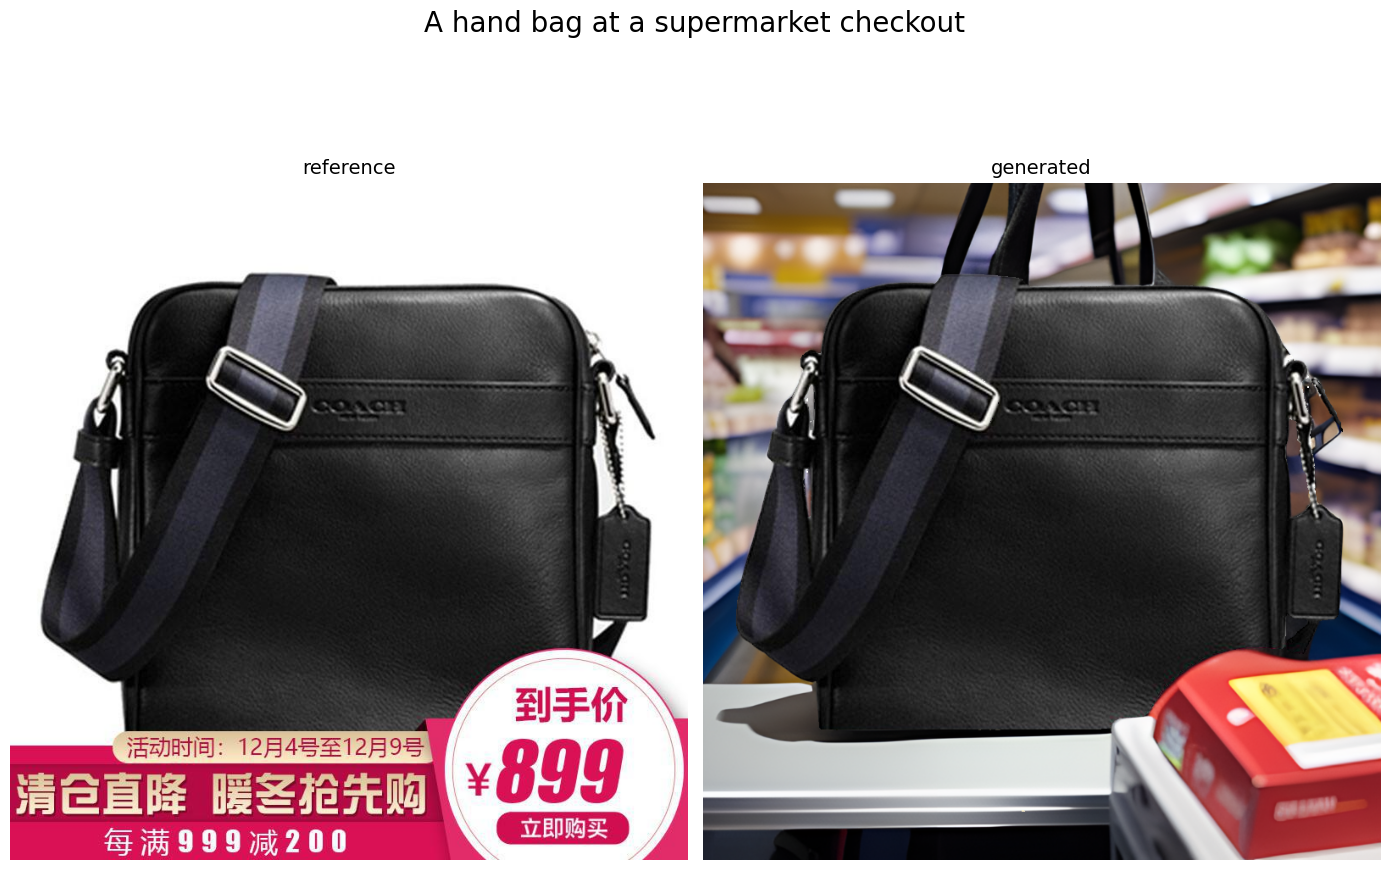 A hand bag at a supermarket checkout
reference
generated
COACH
COACH
COACH
COACH
到手价
¥899
立即购买
活动时间：12月4号至12月9号
清仓直降 暖冬抢先购
每满999减200